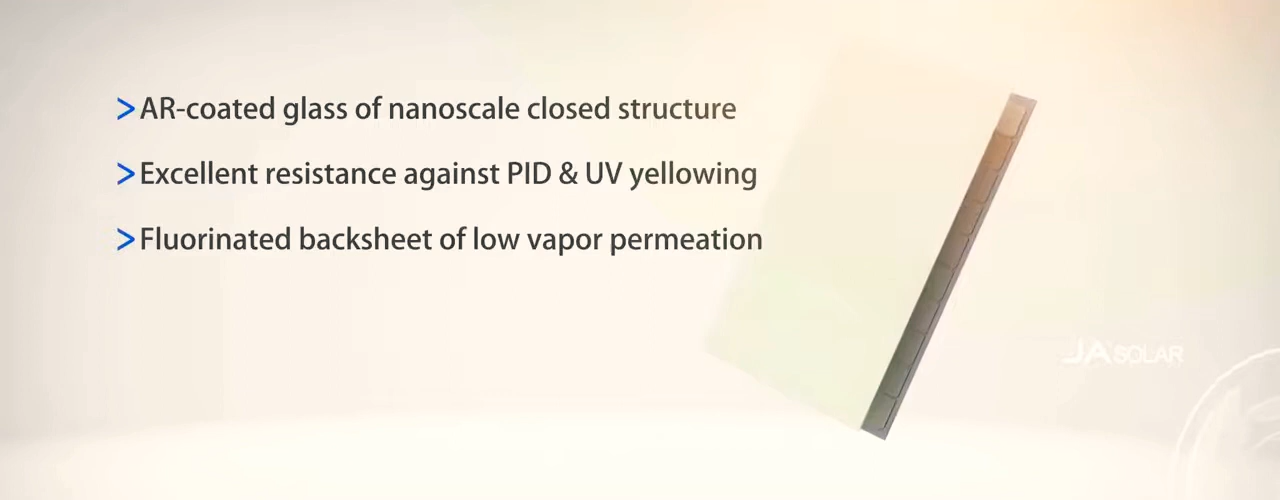 > AR-coated glass of nanoscale closed structure
> Excellent resistance against PID & UV yellowing
> Fluorinated backsheet of low vapor permeation
JA SOLAR